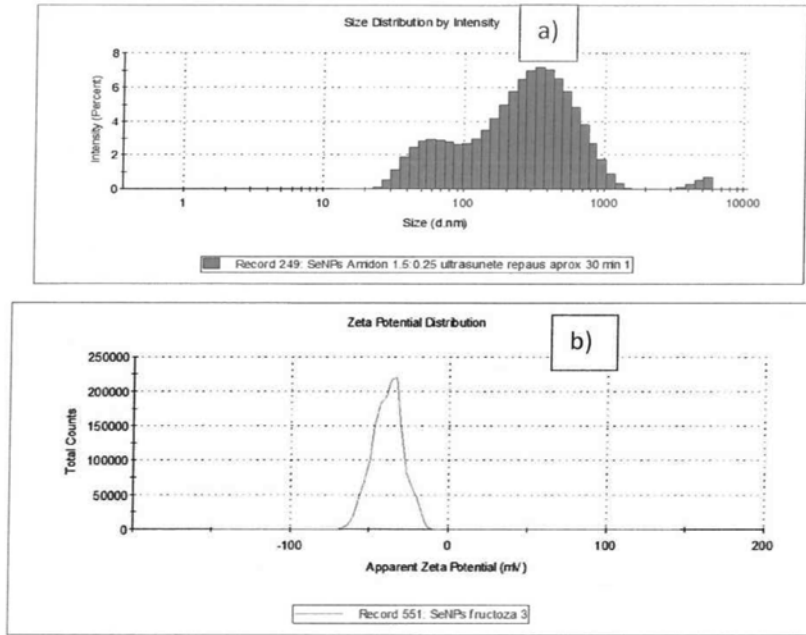 Size Distribution by Intensity
a)
8
6
4
2
0
Intensity (Percent)
1 10 100 1000 10000
Size (d.nm)
Record 249: SeNPs Amidon 1.5:0.25 ultrasunete repaus aprox 30 min 1
Zeta Potential Distribution
b)
250000
200000
150000
100000
50000
0
Total Counts
-100 0 100 200
Apparent Zeta Potential (mV)
Record 551: SeNPs fructoza 3